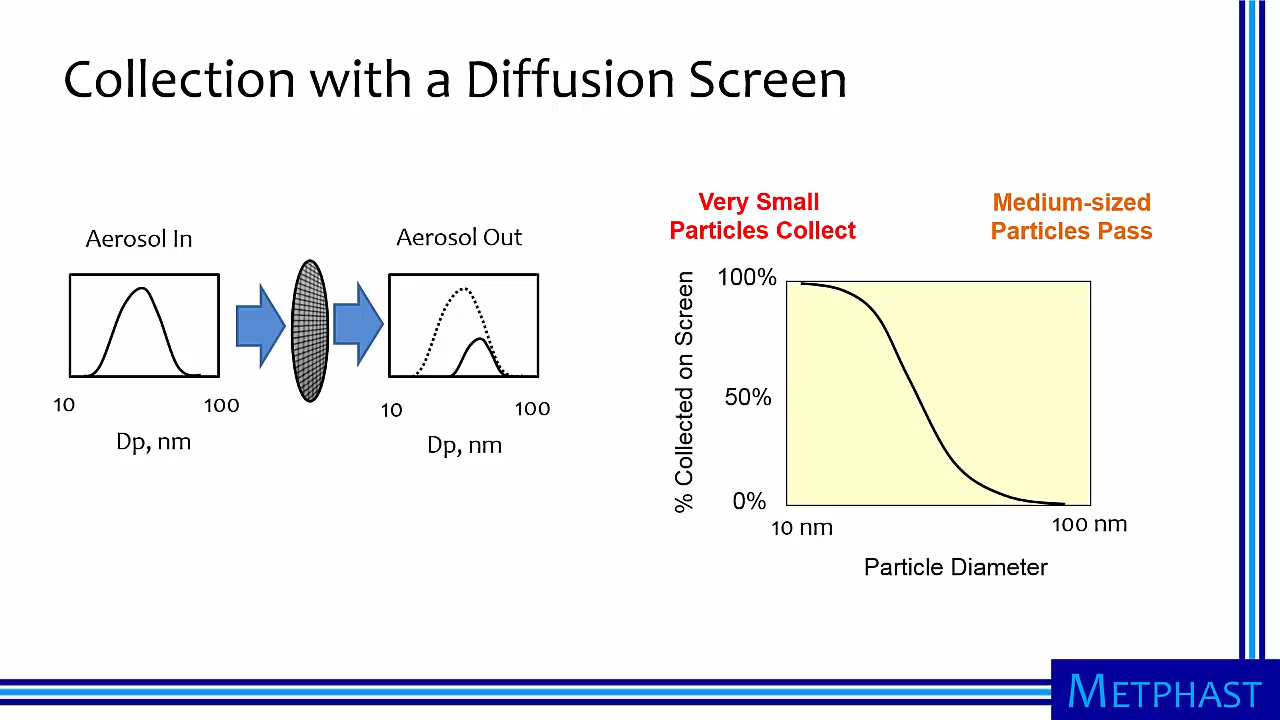 Collection with a Diffusion Screen
Aerosol In
10
100
Dp, nm
Aerosol Out
10
100
Dp, nm
Very Small
Particles Collect
Medium-sized
Particles Pass
% Collected on Screen
100%
50%
0%
10 nm
100 nm
Particle Diameter
METPHAST